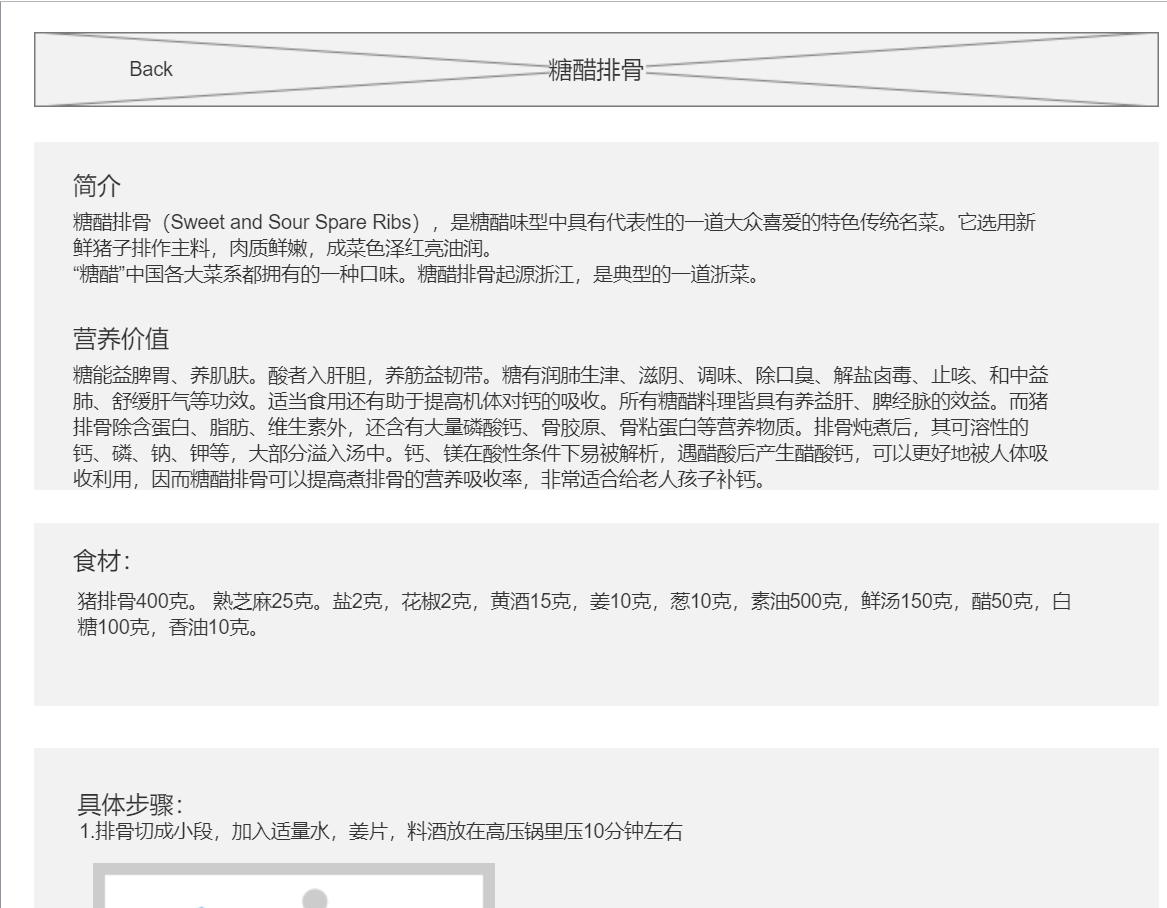 Back
糖醋排骨
简介
糖醋排骨（Sweet and Sour Spare Ribs），是糖醋味型中具有代表性的一道大众喜爱的特色传统名菜。它选用新
鲜猪子排作主料，肉质鲜嫩，成菜色泽红亮油润。
“糖醋”中国各大菜系都拥有的一种口味。糖醋排骨起源浙江，是典型的一道浙菜。
营养价值
糖能益脾胃、养肌肤。酸者入肝胆，养筋益韧带。糖有润肺生津、滋阴、调味、除口臭、解盐卤毒、止咳、和中益
肺、舒缓肝气等功效。适当食用还有助于提高机体对钙的吸收。所有糖醋料理皆具有养益肝、脾经脉的效益。而猪
排骨除含蛋白、脂肪、维生素外，还含有大量磷酸钙、骨胶原、骨粘蛋白等营养物质。排骨炖煮后，其可溶性的
钙、磷、钠、钾等，大部分溢入汤中。钙、镁在酸性条件下易被解析，遇醋酸后产生醋酸钙，可以更好地被人体吸
收利用，因而糖醋排骨可以提高煮排骨的营养吸收率，非常适合给老人孩子补钙。
食材：
猪排骨400克。 熟芝麻25克。盐2克，花椒2克，黄酒15克，姜10克，葱10克，素油500克，鲜汤150克，醋50克，白
糖100克，香油10克。
具体步骤：
1.排骨切成小段，加入适量水，姜片，料酒放在高压锅里压10分钟左右